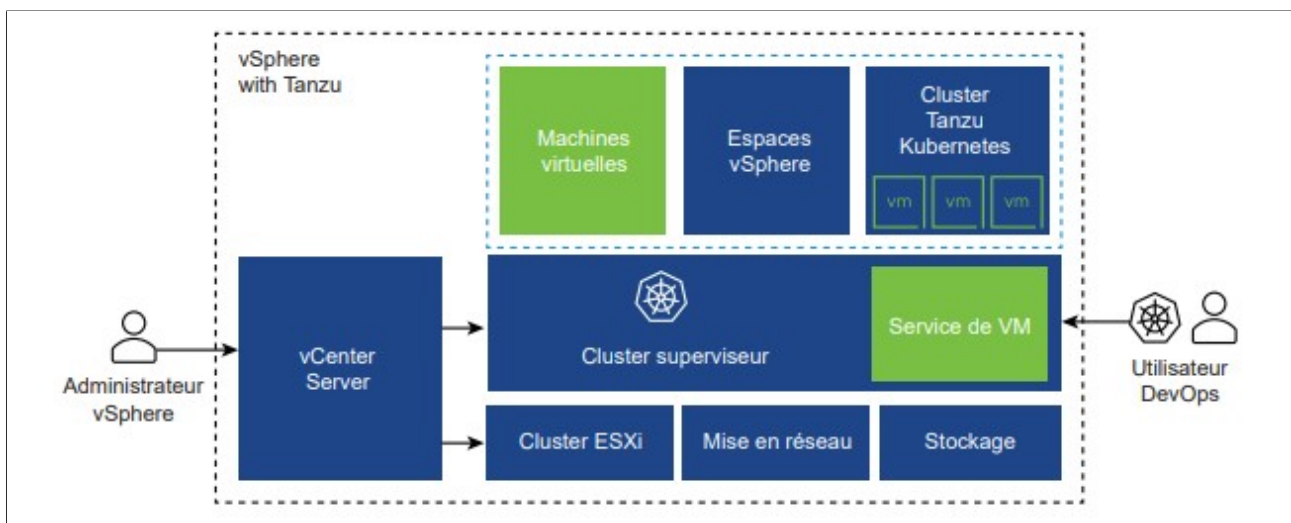 vSphere
with Tanzu
Machines
virtuelles
Espaces
vSphere
Cluster
Tanzu
Kubernetes
vm
vm
vm
Administrateur
vSphere
vCenter
Server
Cluster superviseur
Service de VM
Utilisateur
DevOps
Cluster ESXi
Mise en réseau
Stockage